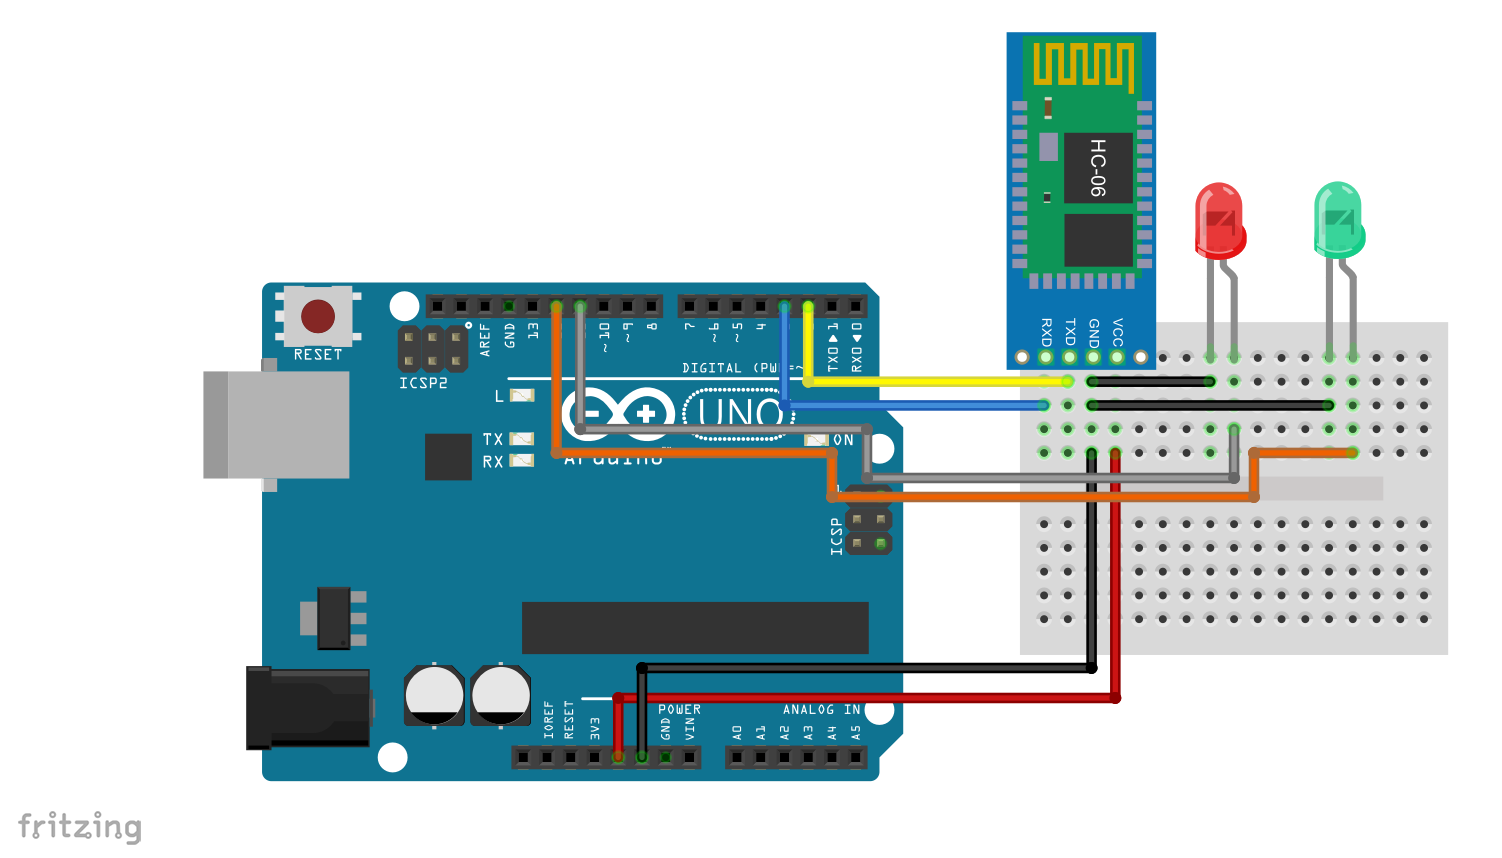 HC-06
RXD
TXD
GND
VCC
RESET
ICSP2
AREF
GND
13
~10
~9
8
7
~6
~5
4
TXD▶1
RXD◀0
DIGITAL (PWM=~
L
TX
RX
UNO
ON
Arduino
ICSP
IOREF
RESET
3V3
GND
VIN
POWER
ANALOG IN
A0
A1
A2
A3
A4
A5
fritzing